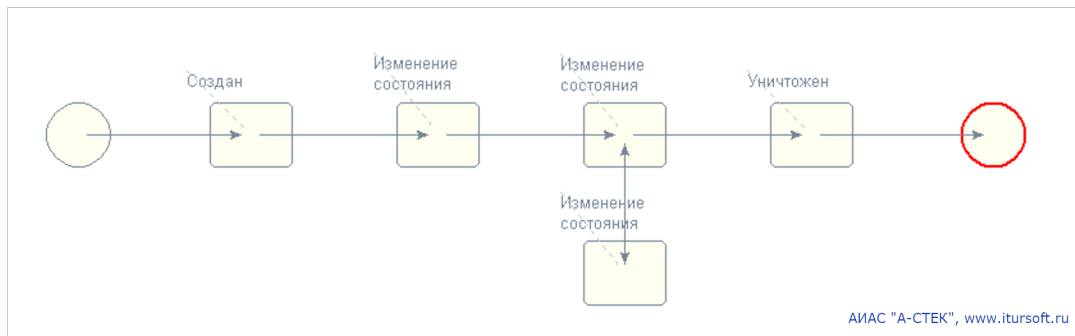 Создан
Изменение
состояния
Изменение
состояния
Уничтожен
Изменение
состояния
АИАС "А-СТЕК", www.itursoft.ru